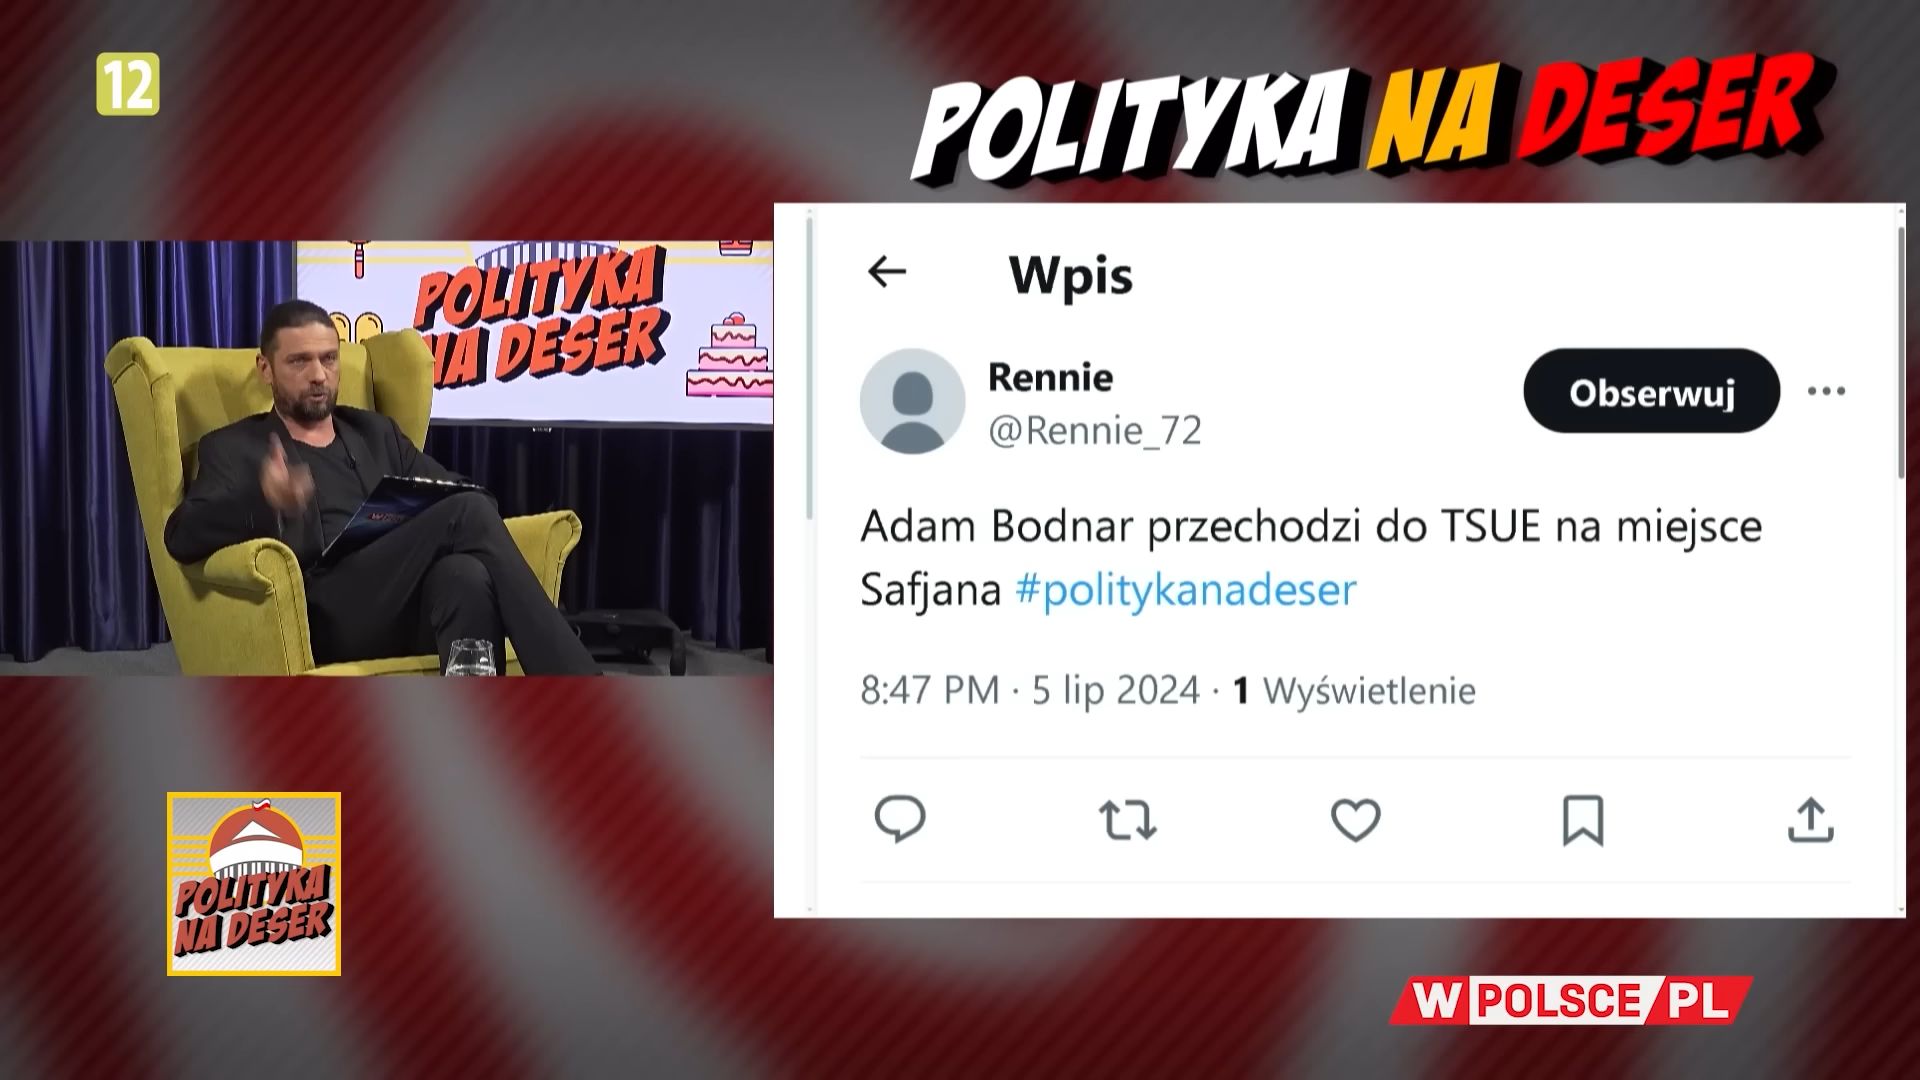 12
POLITYKA NA DESER
POLITYKA
NA DESER
Wpis
Rennie
@Rennie_72
Obserwuj
Adam Bodnar przechodzi do TSUE na miejsce
Safjana #politykanadeser
8:47 PM · 5 lip 2024 · 1 Wyświetlenie
POLITYKA
NA DESER
W POLSCE/PL